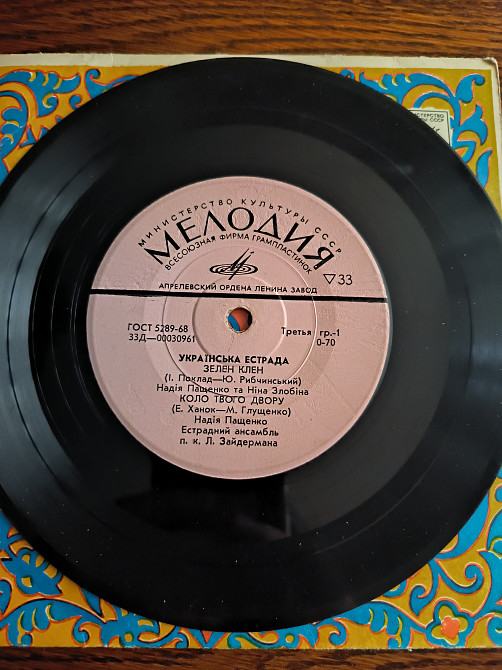 МИНИСТЕРСТВО КУЛЬТУРЫ СССР
МЕЛОДИЯ
ВСЕСОЮЗНАЯ ФИРМА ГРАМПЛАСТИНОК
▽33
АПРЕЛЕВСКИЙ ОРДЕНА ЛЕНИНА ЗАВОД
ГОСТ 5289-68
33Д—00030961
Третья гр.-1
0-70
УКРАЇНСЬКА ЕСТРАДА
ЗЕЛЕН КЛЕН
(І. Поклад—Ю. Рибчинський)
Надія Пащенко та Ніна Злобіна
КОЛО ТВОГО ДВОРУ
(Е. Ханок—М. Глущенко)
Надія Пащенко
Естрадний ансамбль
п. к. Л. Зайдермана